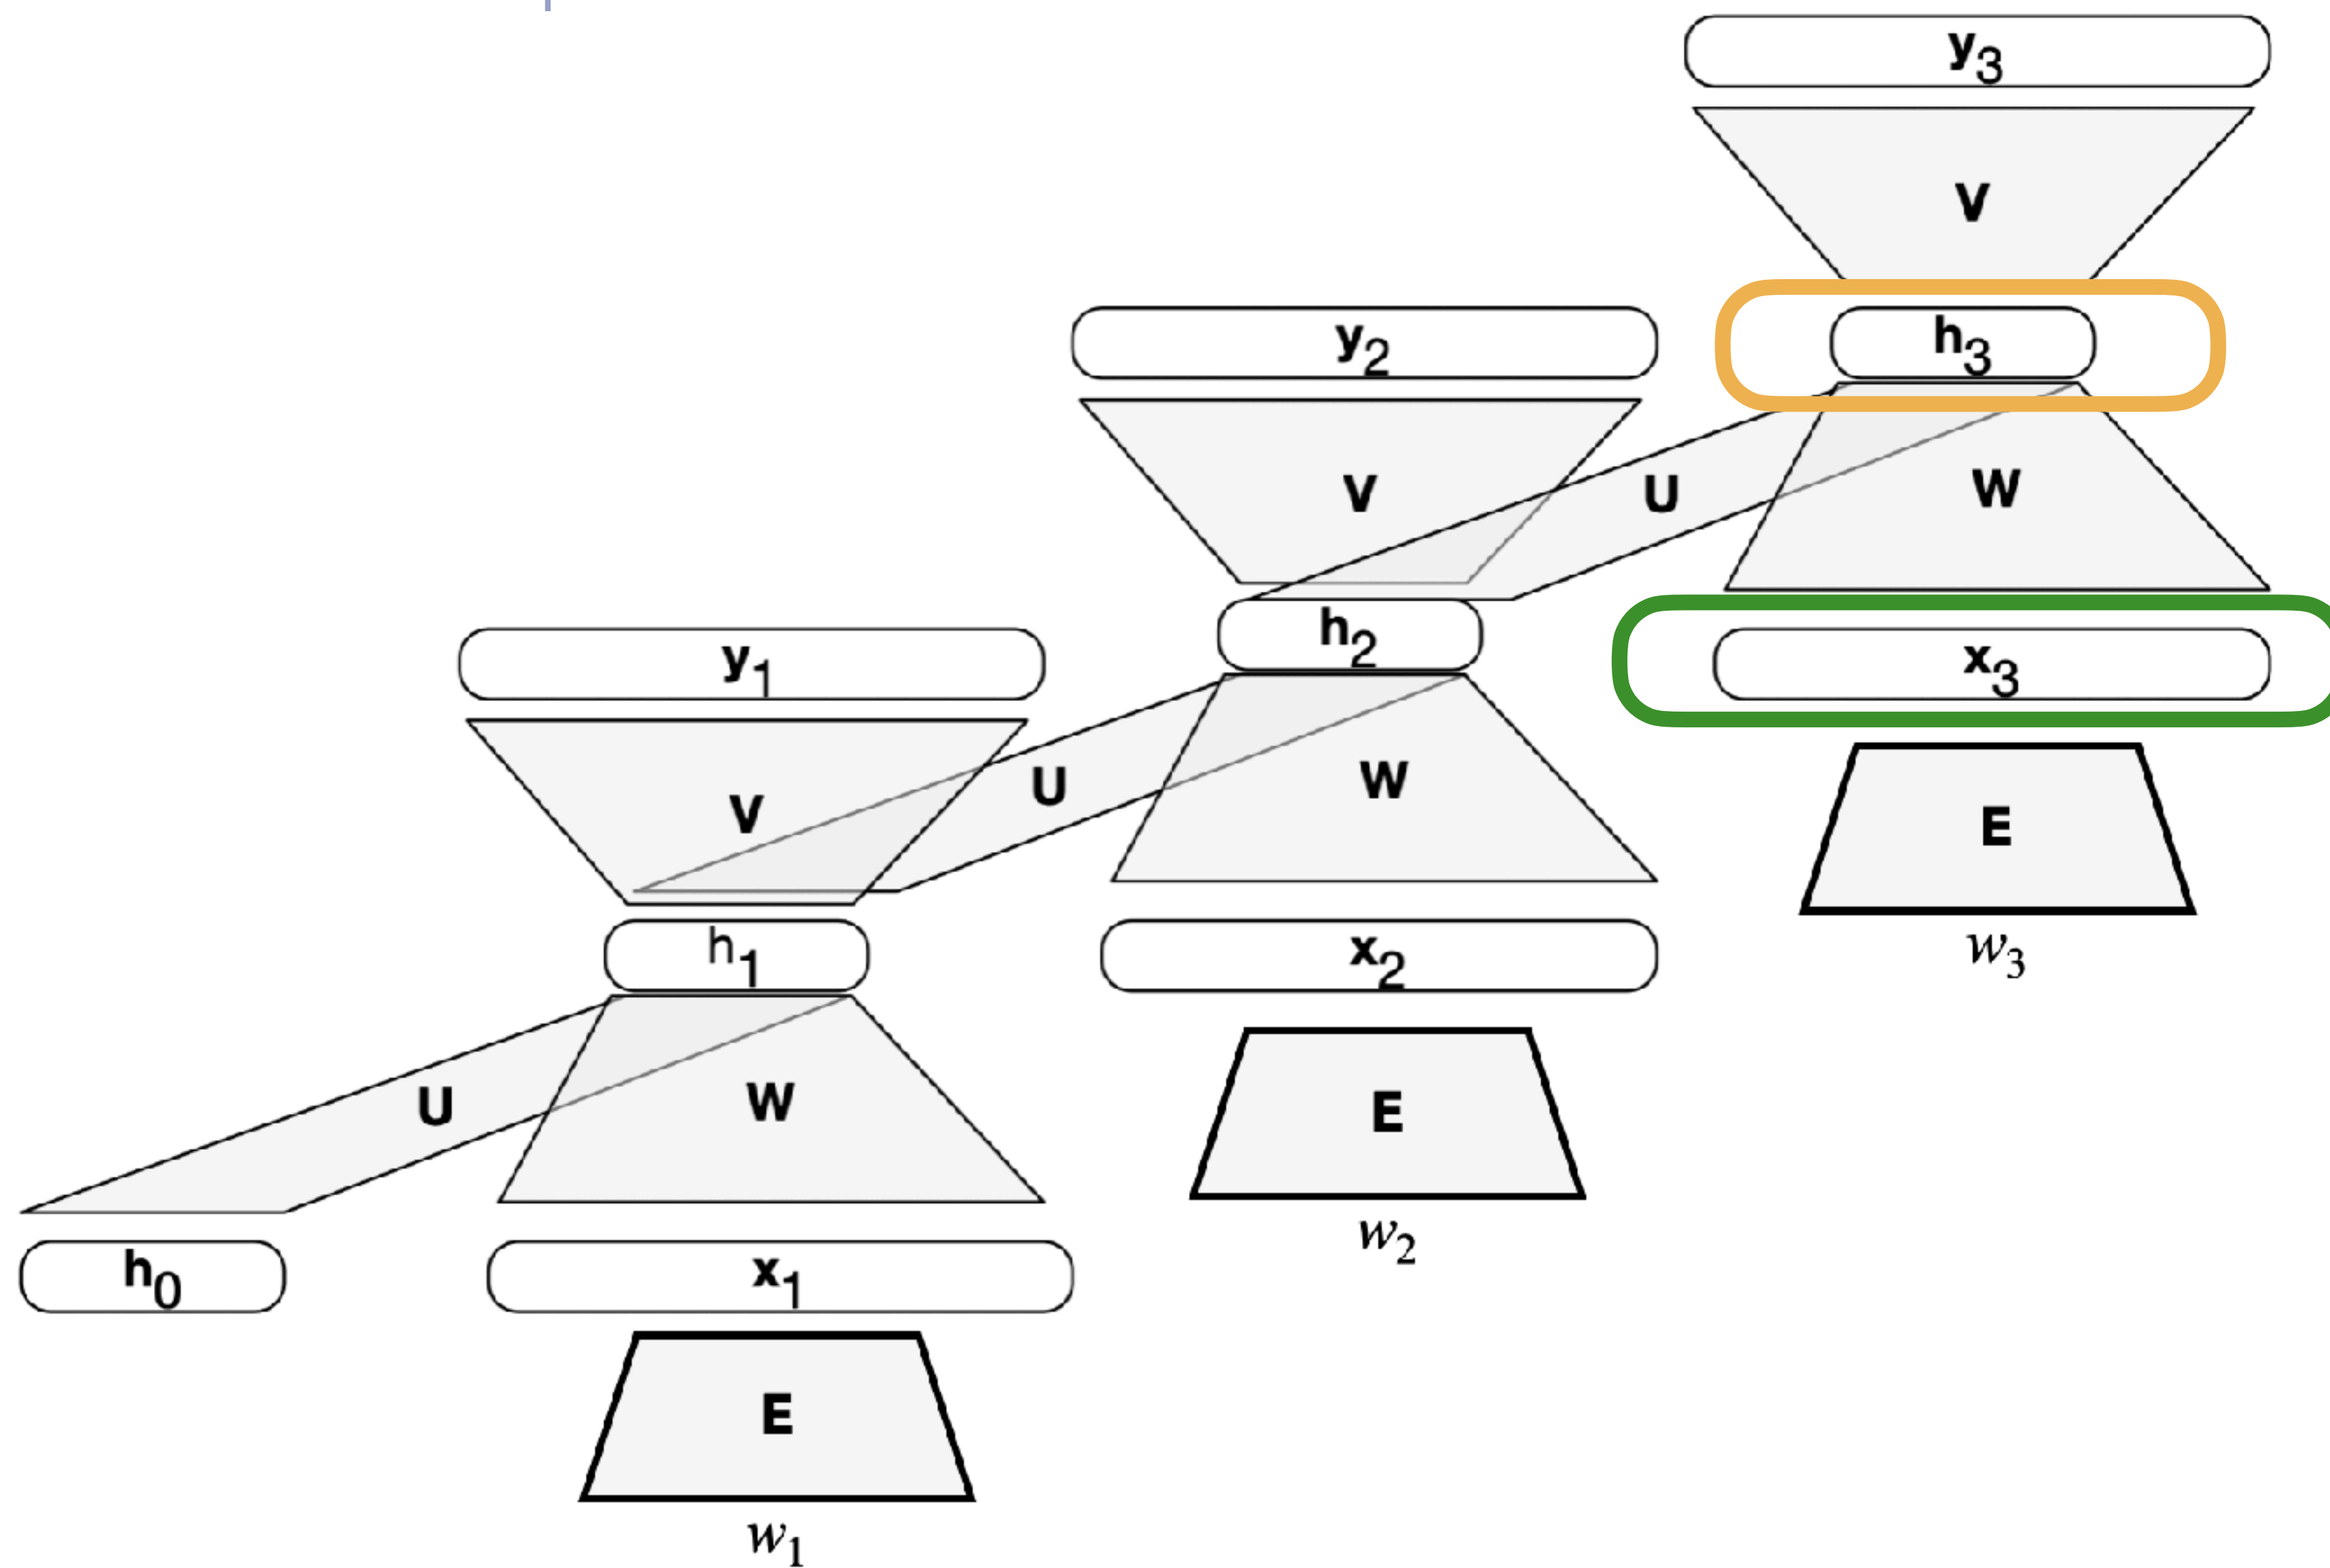 y₃
V
y₂
h₃
V
U
W
y₁
h₂
x₃
V
U
W
E
h₁
x₂
w₃
U
W
E
h₀
x₁
w₂
E
w₁